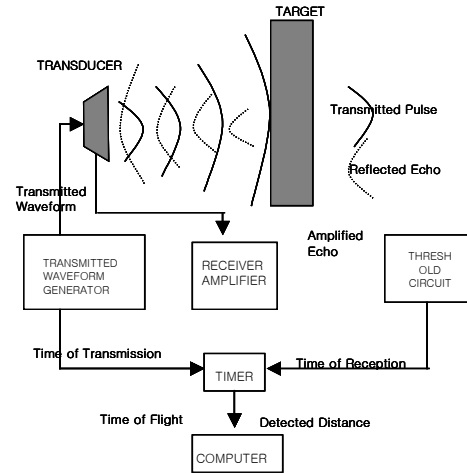 TARGET
TRANSDUCER
Transmitted Pulse
Reflected Echo
Transmitted
Waveform
Amplified
Echo
TRANSMITTED
WAVEFORM
GENERATOR
RECEIVER
AMPLIFIER
THRESH
OLD
CIRCUIT
Time of Transmission
Time of Reception
TIMER
Time of Flight
Detected Distance
COMPUTER